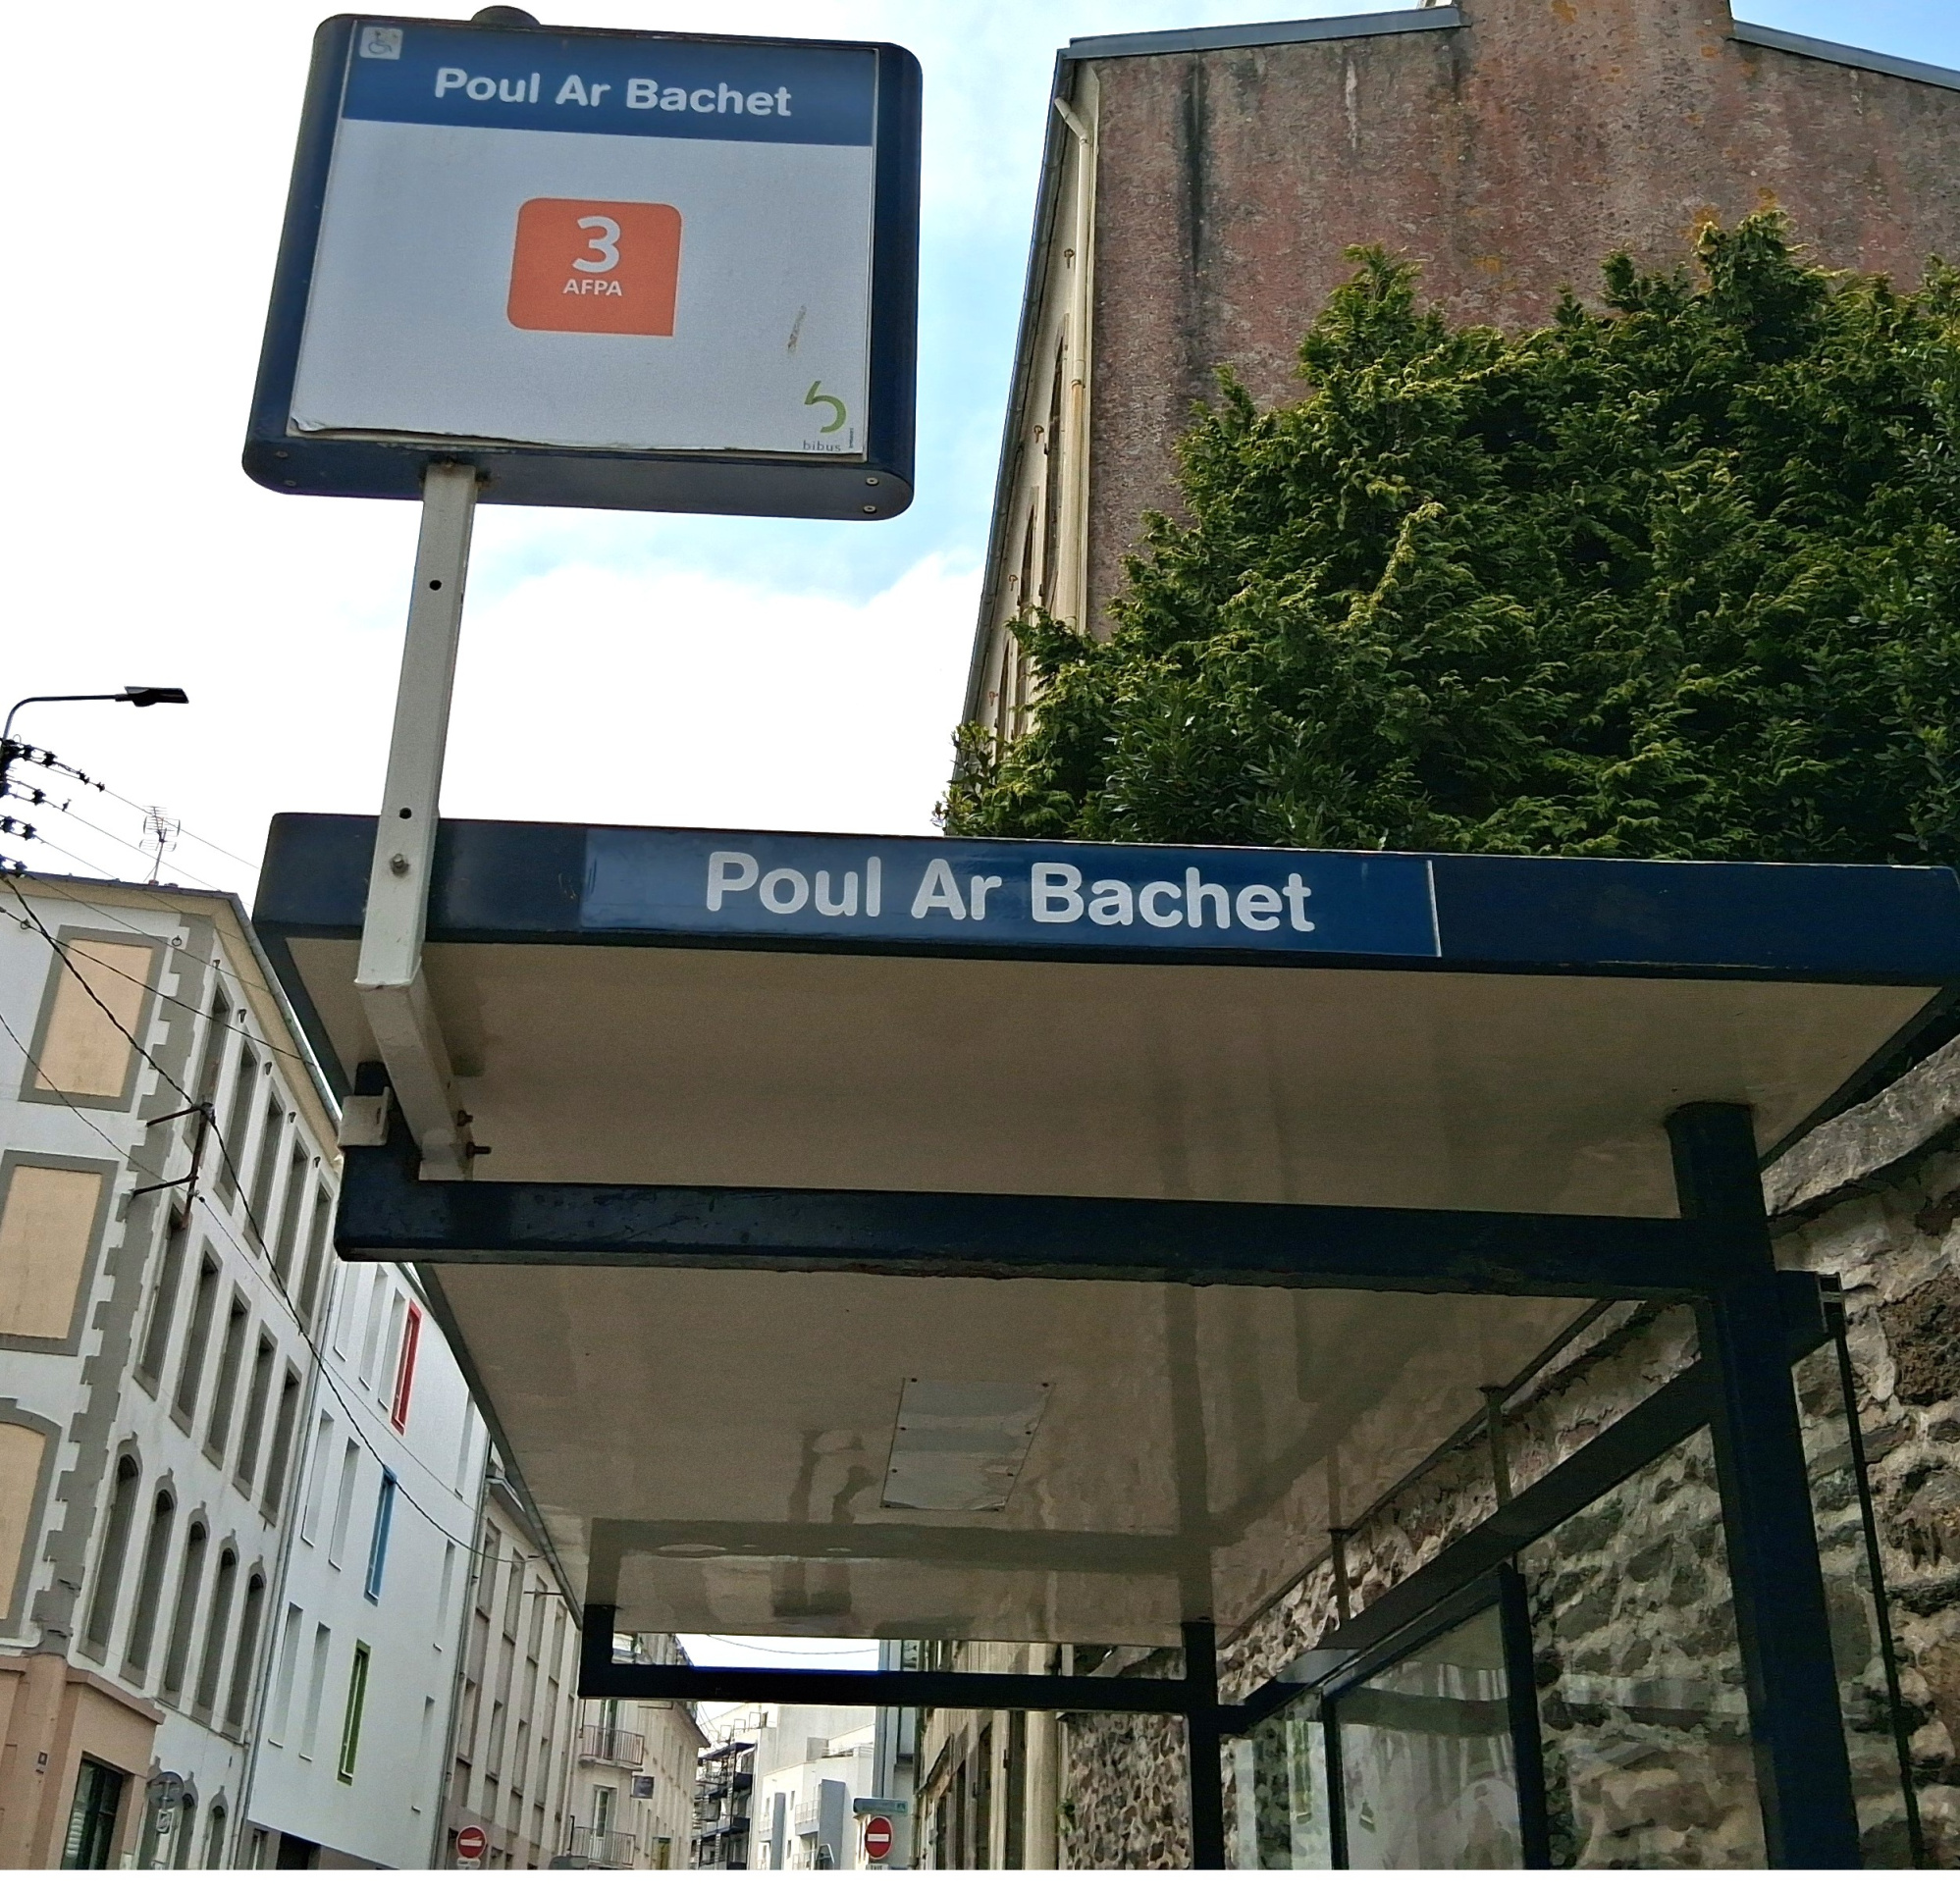 Poul Ar Bachet
3
AFPA
bibus
Poul Ar Bachet